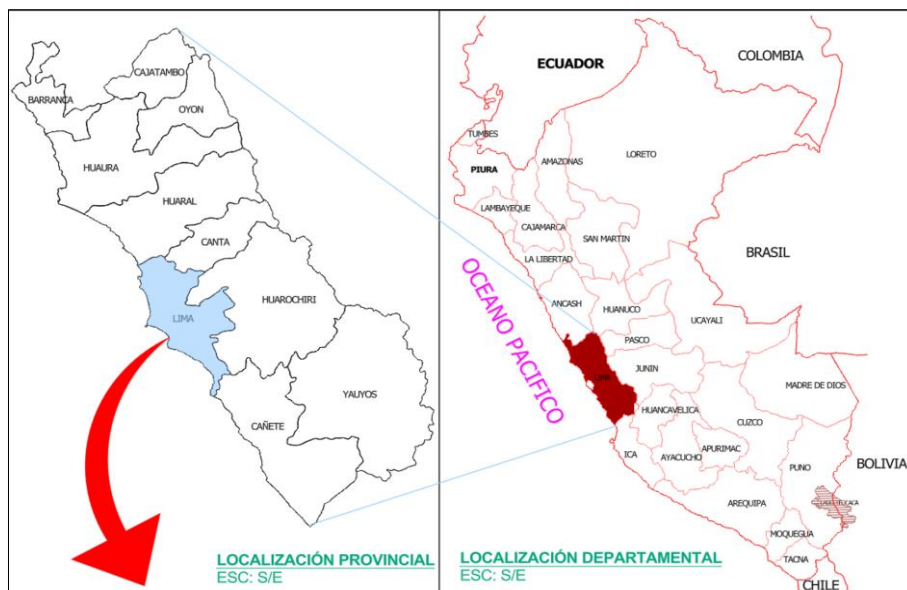 CAJATAMBO
BARRANCA
OYON
HUAURA
HUARAL
CANTA
LIMA
HUAROCHIRI
YAUYOS
CAÑETE
LOCALIZACIÓN PROVINCIAL
ESC: S/E
COLOMBIA
ECUADOR
TUMBES
AMAZONAS
LORETO
PIURA
LAMBAYEQUE
CAJAMARCA
SAN MARTIN
BRASIL
LA LIBERTAD
OCEANO PACIFICO
ANCASH
HUANUCO
UCAYALI
PASCO
JUNIN
MADRE DE DIOS
HUANCAVELICA
CUZCO
ICA
AYACUCHO
APURIMAC
PUNO
BOLIVIA
AREQUIPA
MOQUEGUA
TACNA
CHILE
LOCALIZACIÓN DEPARTAMENTAL
ESC: S/E